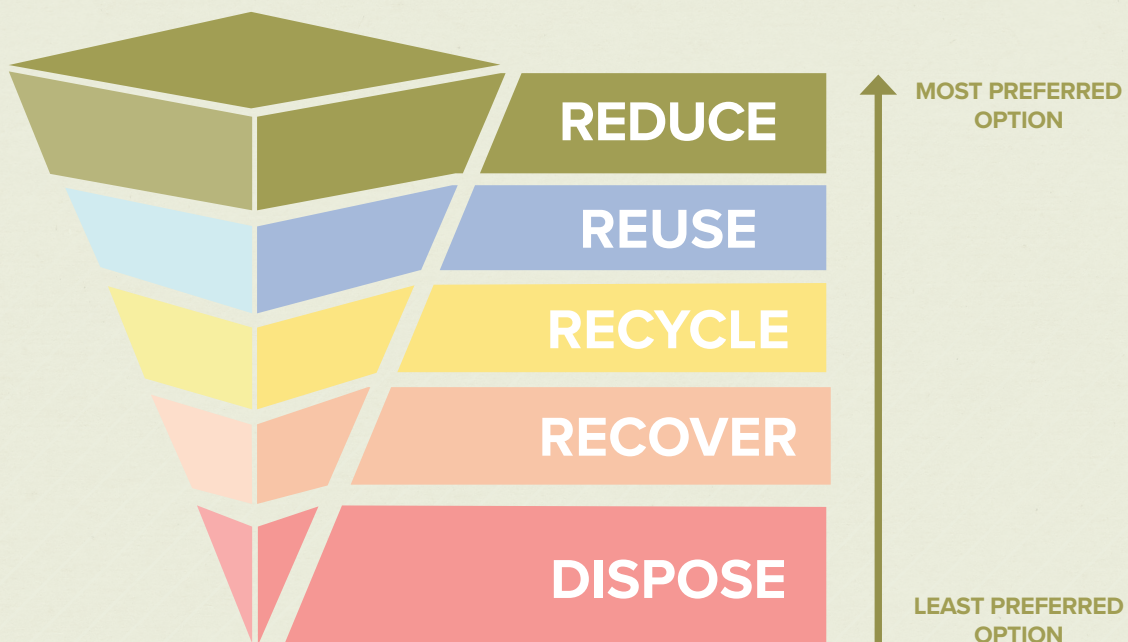 REDUCE
MOST PREFERRED
OPTION
REUSE
RECYCLE
RECOVER
DISPOSE
LEAST PREFERRED
OPTION